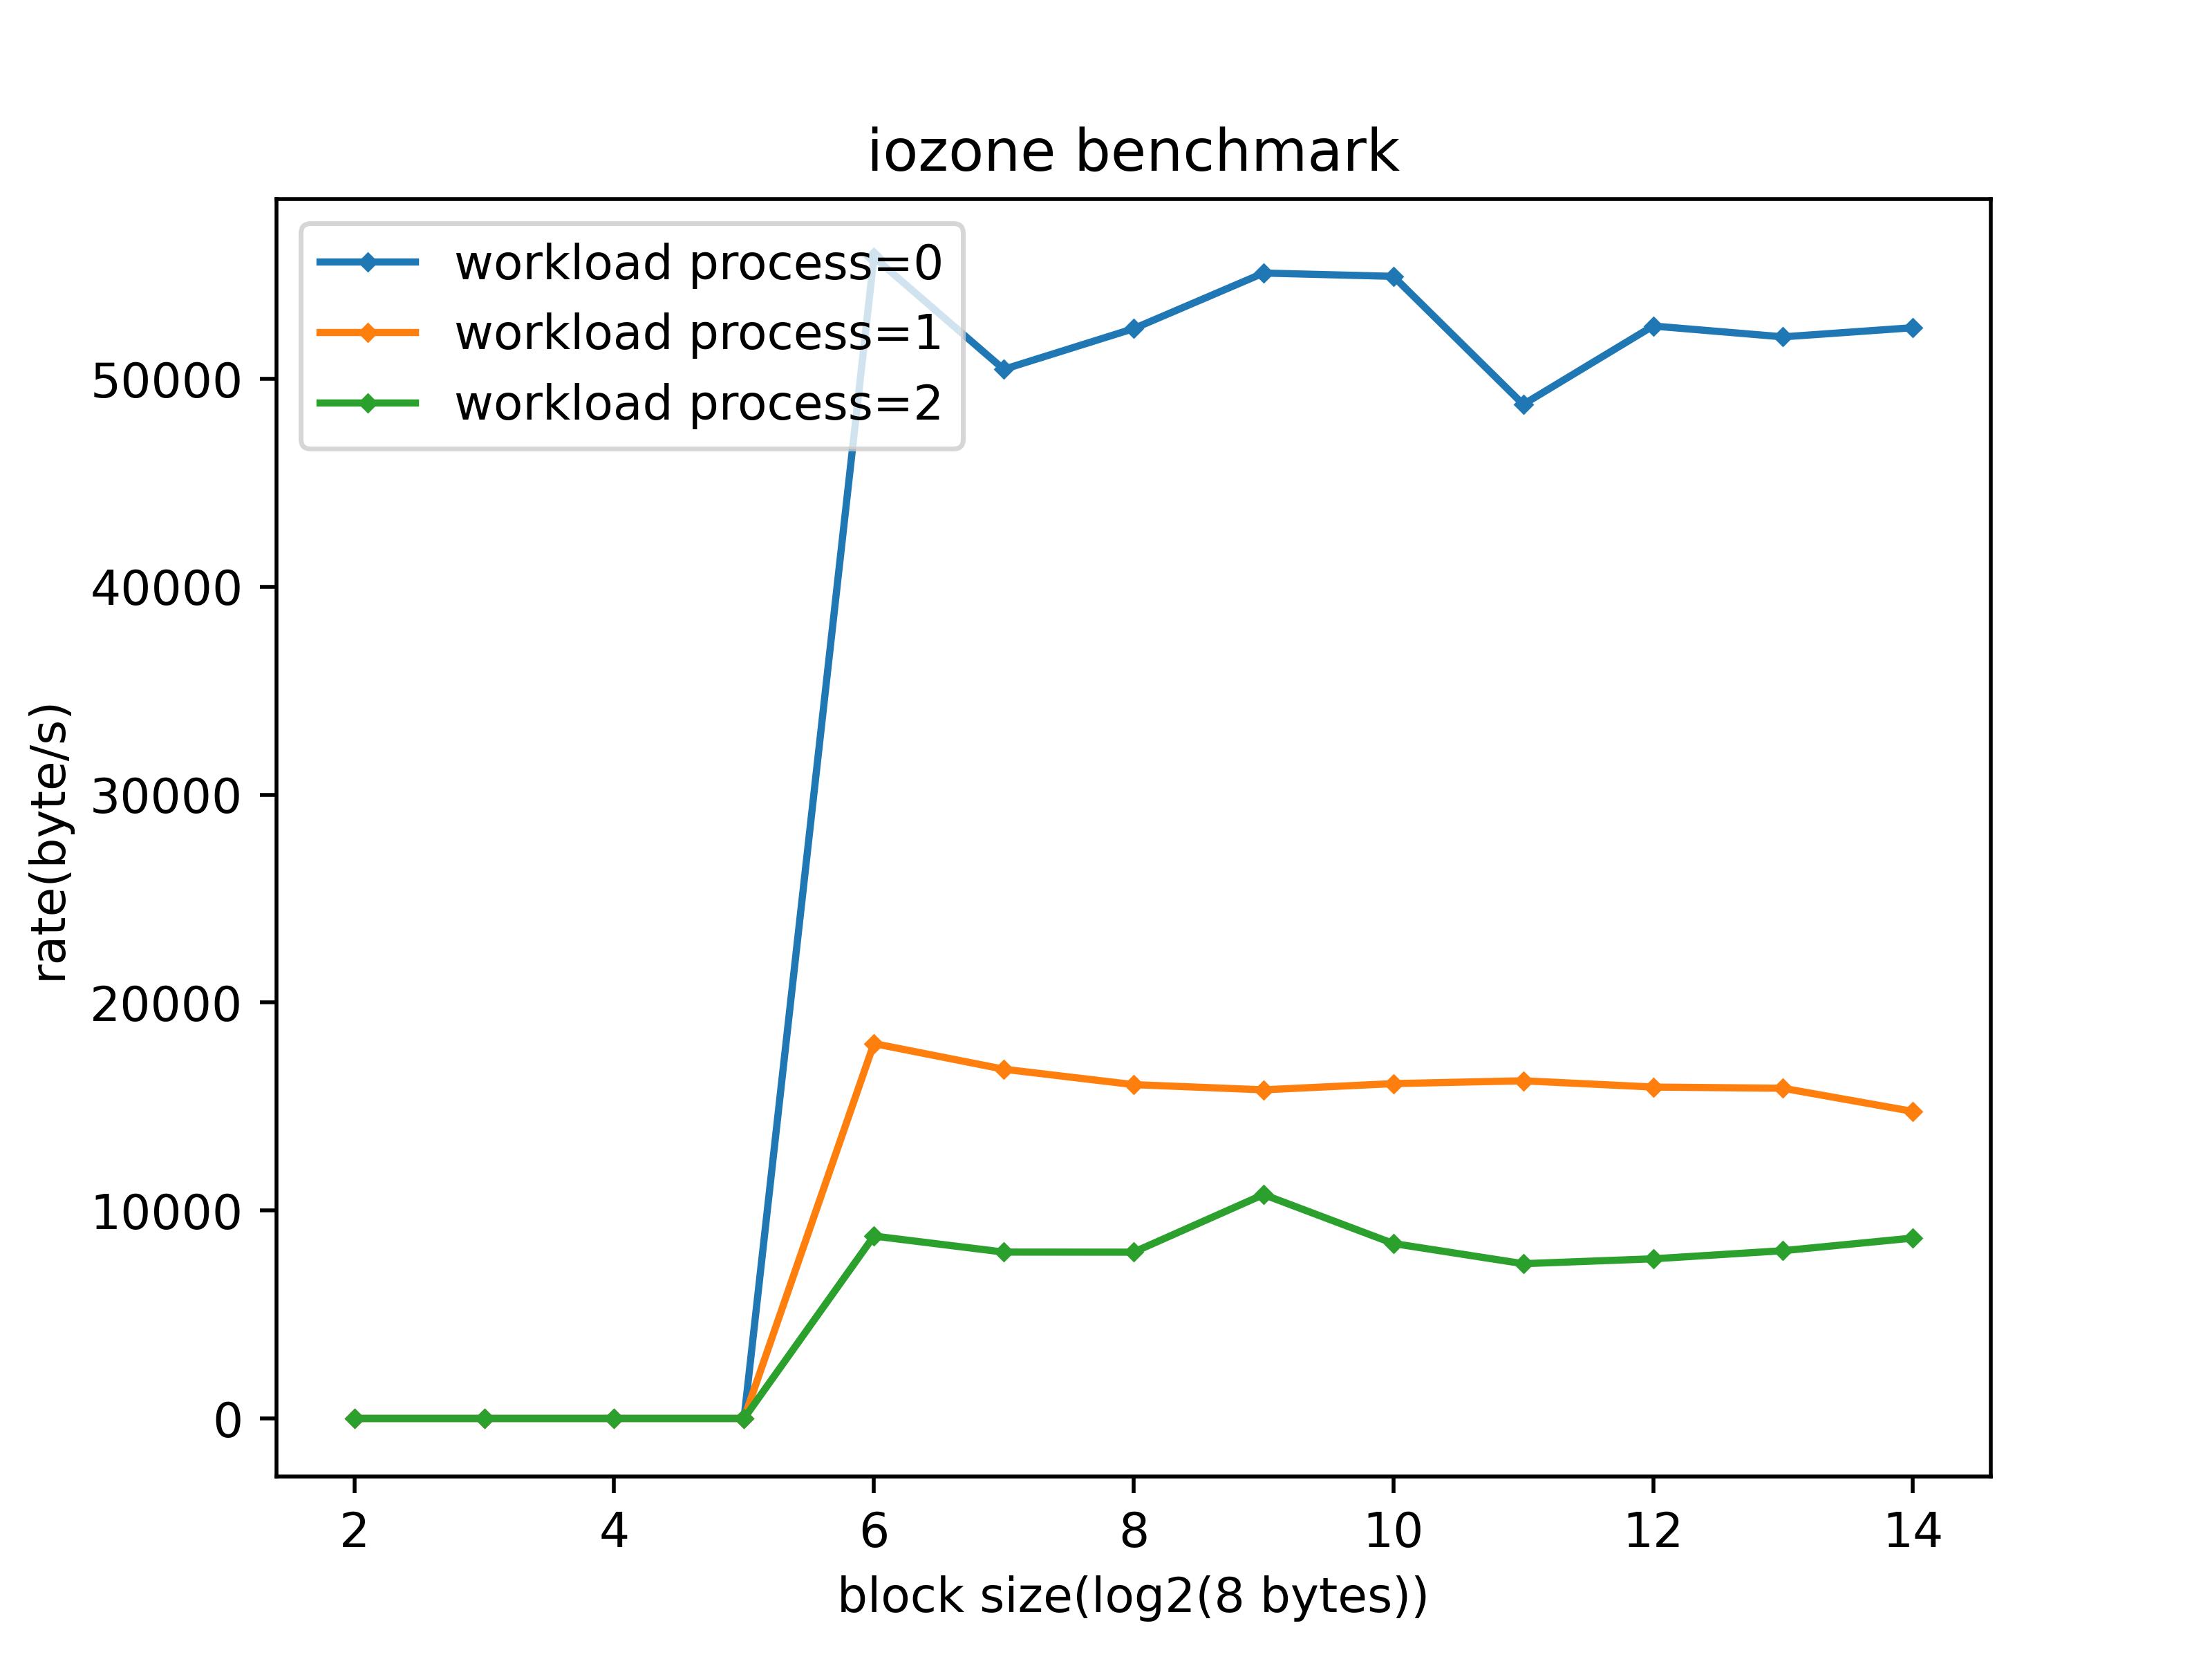 iozone benchmark
workload process=0
workload process=1
workload process=2
50000
40000
30000
20000
10000
0
rate(byte/s)
2 4 6 8 10 12 14
block size(log2(8 bytes))